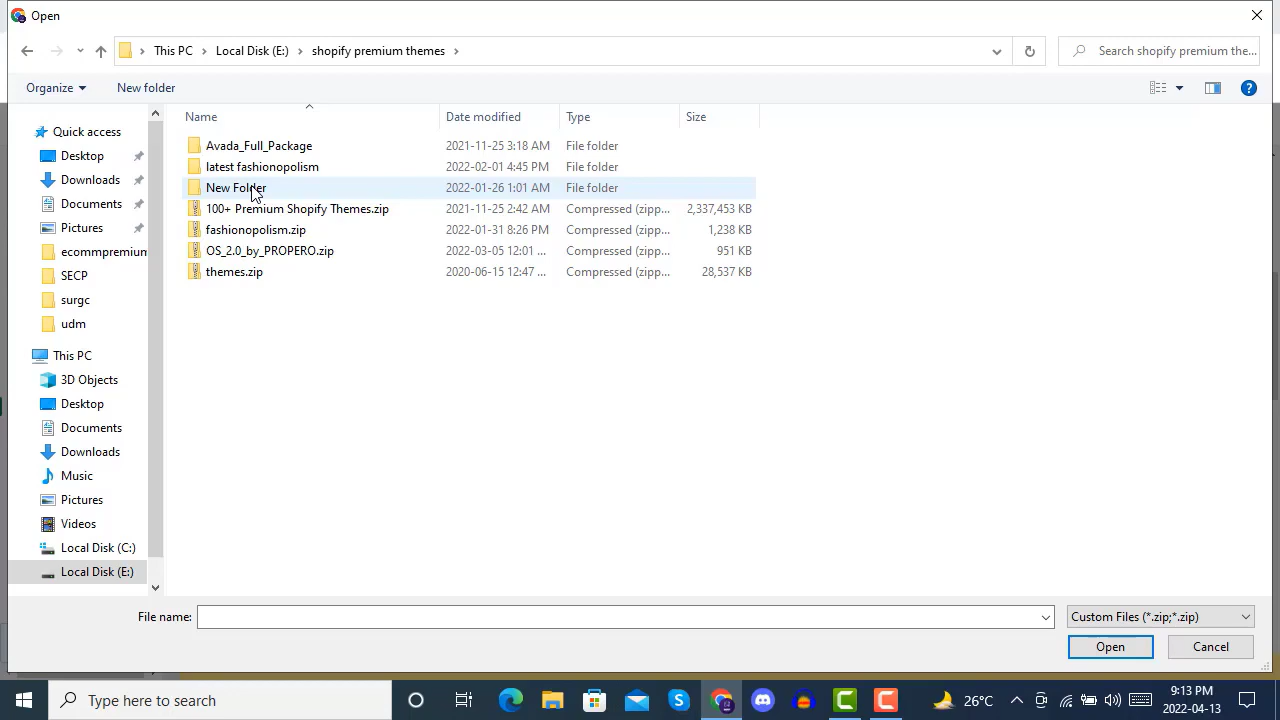 Open
This PC Local Disk (E:) shopify premium themes
Search shopify premium the...
Organize New folder
Name Date modified Type Size
Quick access
Desktop
Downloads
Documents
Pictures
ecommpremium
SECP
surgc
udm
This PC
3D Objects
Desktop
Documents
Downloads
Music
Pictures
Videos
Local Disk (C:)
Local Disk (E:)
Avada_Full_Package 2021-11-25 3:18 AM File folder
latest fashionopolism 2022-02-01 4:45 PM File folder
New Folder 2022-01-26 1:01 AM File folder
100+ Premium Shopify Themes.zip 2021-11-25 2:42 AM Compressed (zipp... 2,337,453 KB
fashionopolism.zip 2022-01-31 8:26 PM Compressed (zipp... 1,238 KB
OS_2.0_by_PROPERO.zip 2022-03-05 12:01 ... Compressed (zipp... 951 KB
themes.zip 2020-06-15 12:47 ... Compressed (zipp... 28,537 KB
File name: Custom Files (*.zip;*.zip)
Open Cancel
Type here to search
26°C
9:13 PM
2022-04-13